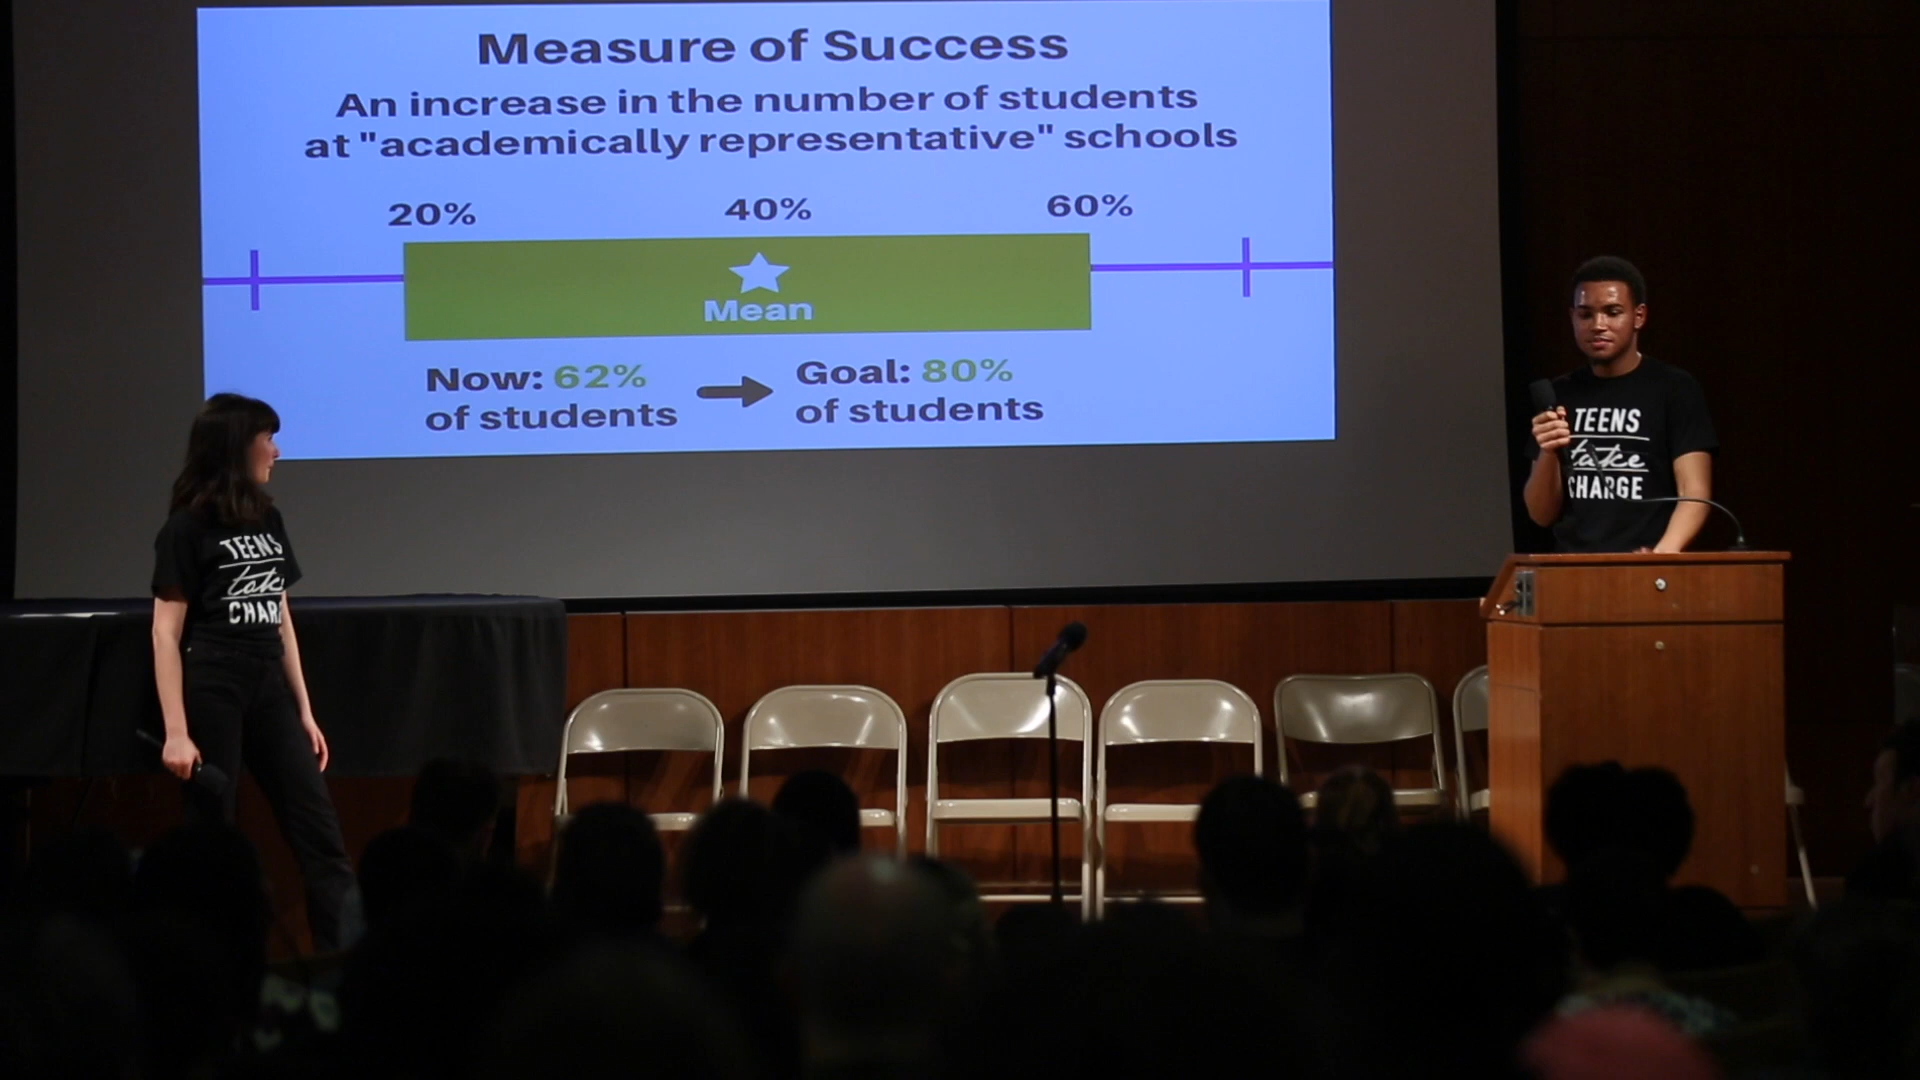 Measure of Success
An increase in the number of students
at "academically representative" schools
20% 40% 60%
Mean
Now: 62%
of students
Goal: 80%
of students
TEENS
take
CHARGE
TEENS
take
CHARGE